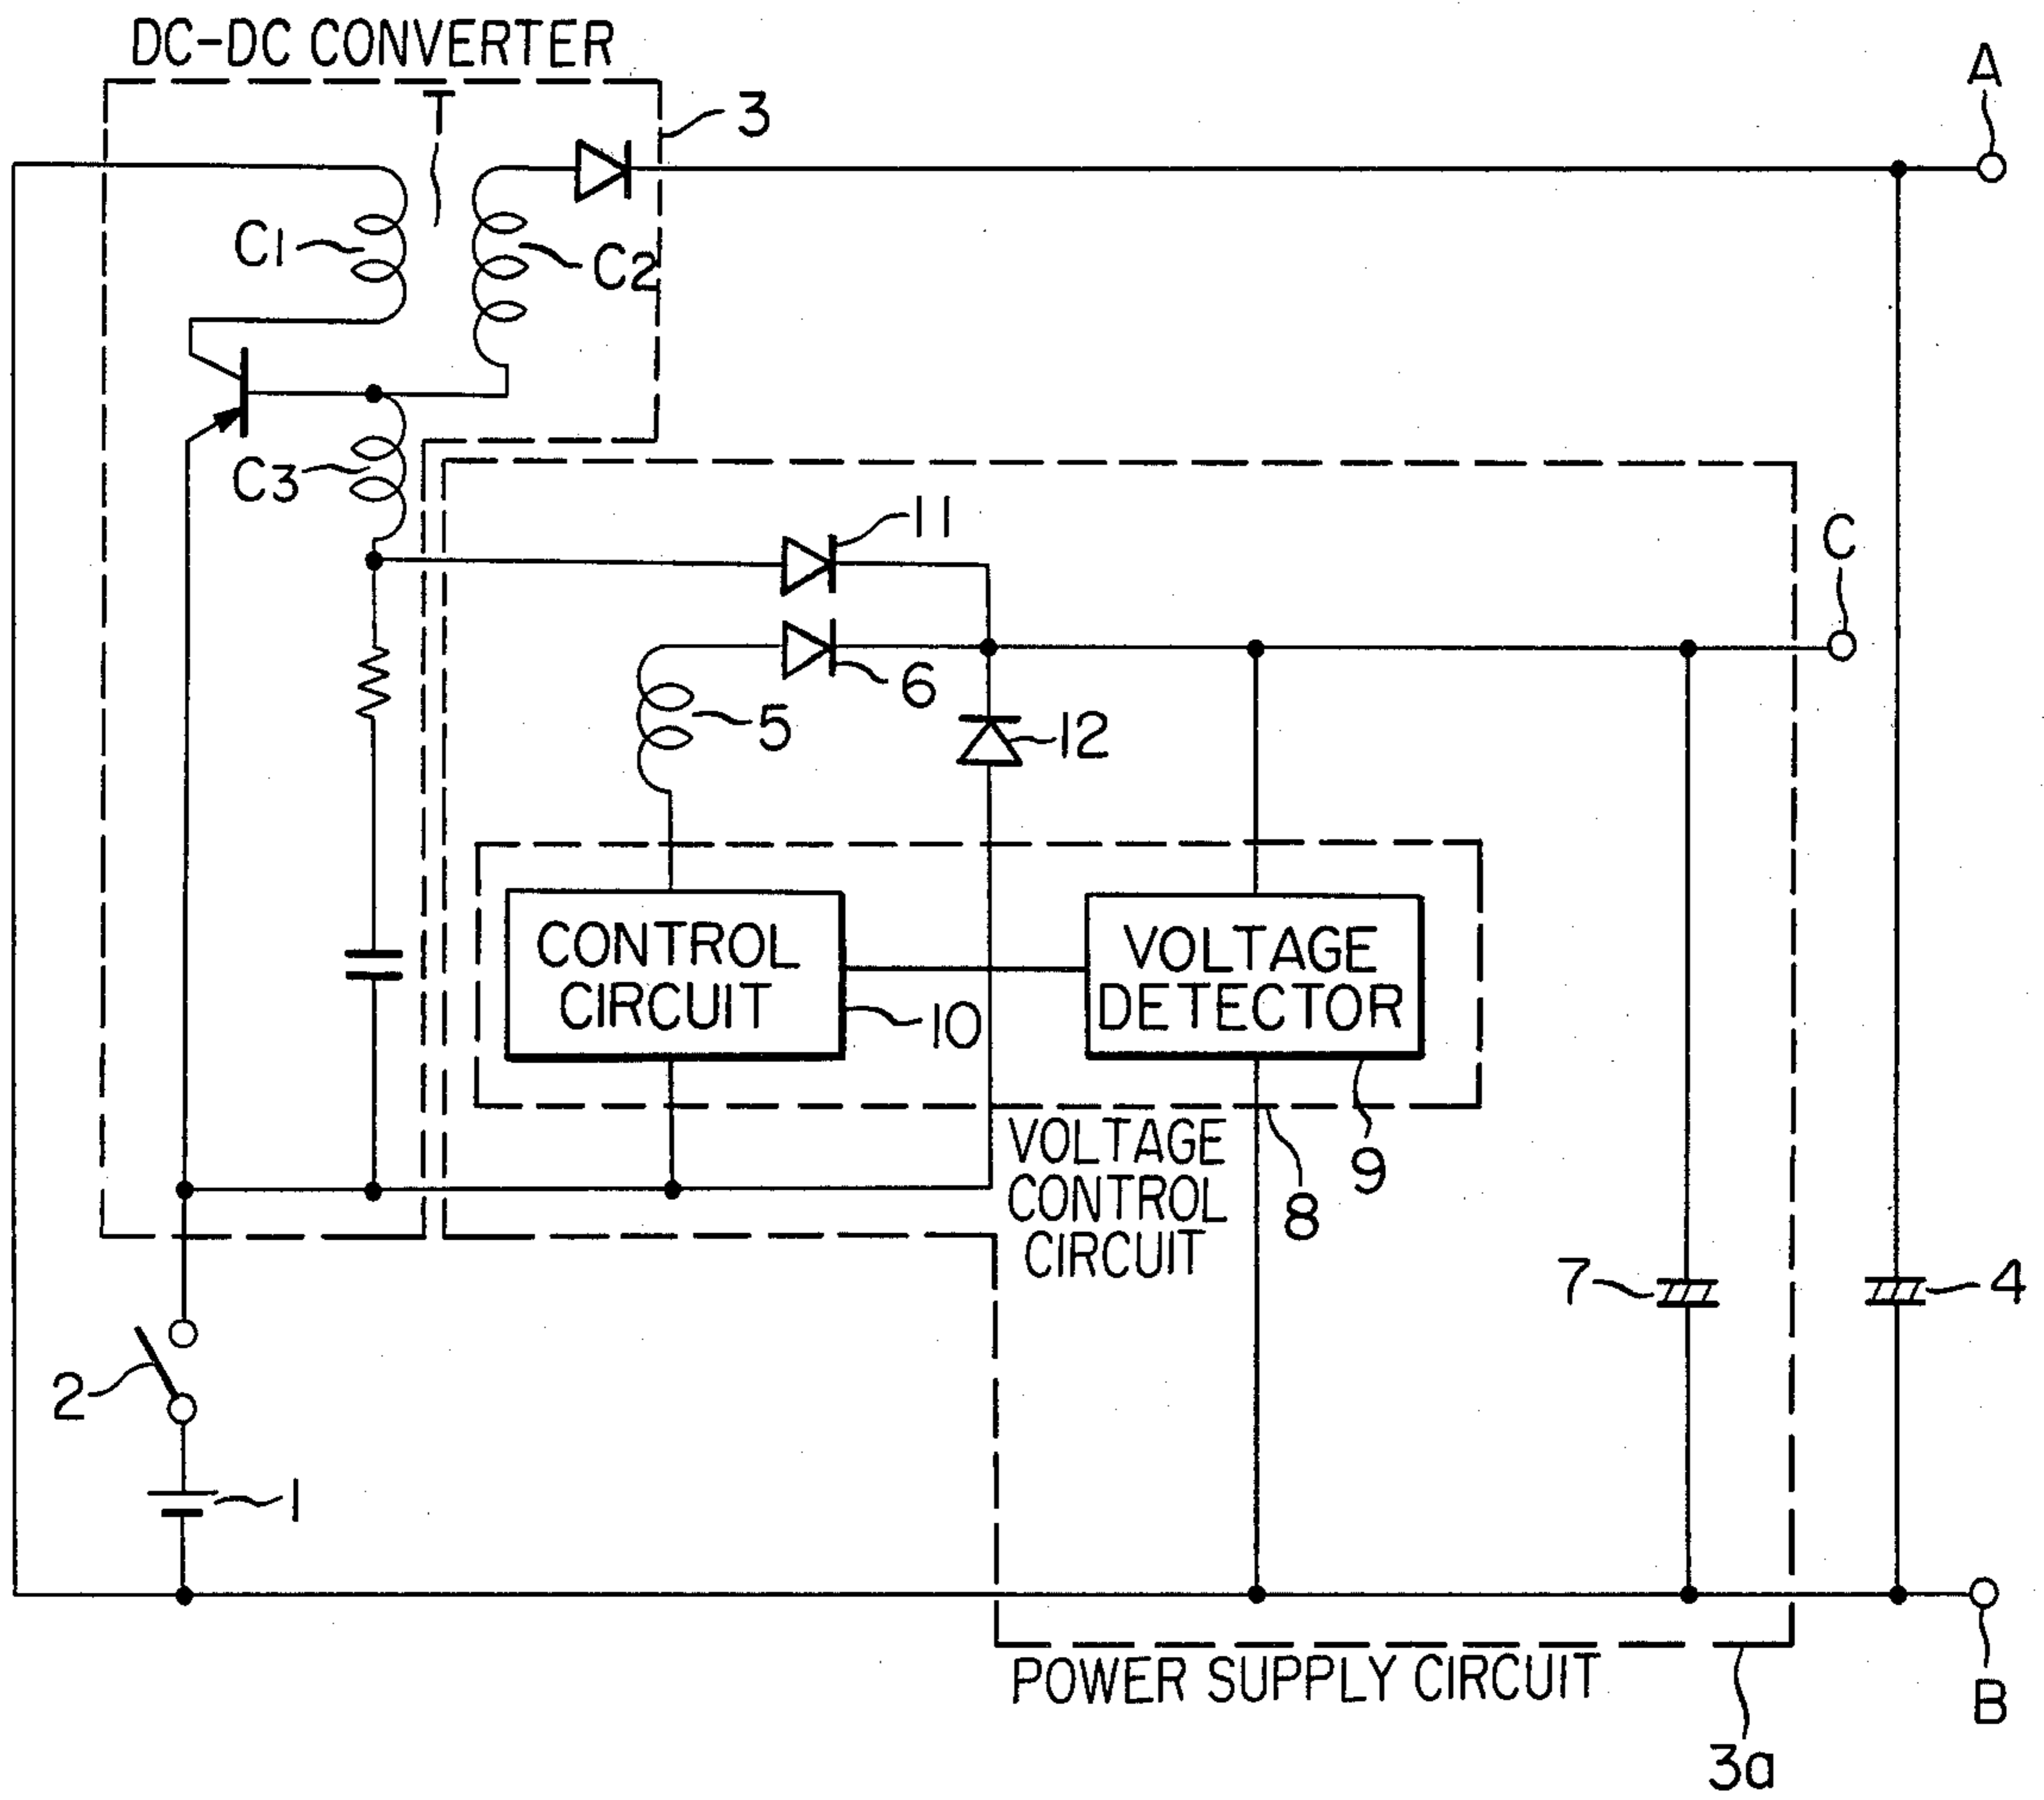 DC-DC CONVERTER
T
3
A
C1
C2
C3
11
C
6
5
12
CONTROL
CIRCUIT
10
VOLTAGE
DETECTOR
VOLTAGE
CONTROL
CIRCUIT
8
9
7
4
2
1
POWER SUPPLY CIRCUIT
B
3a